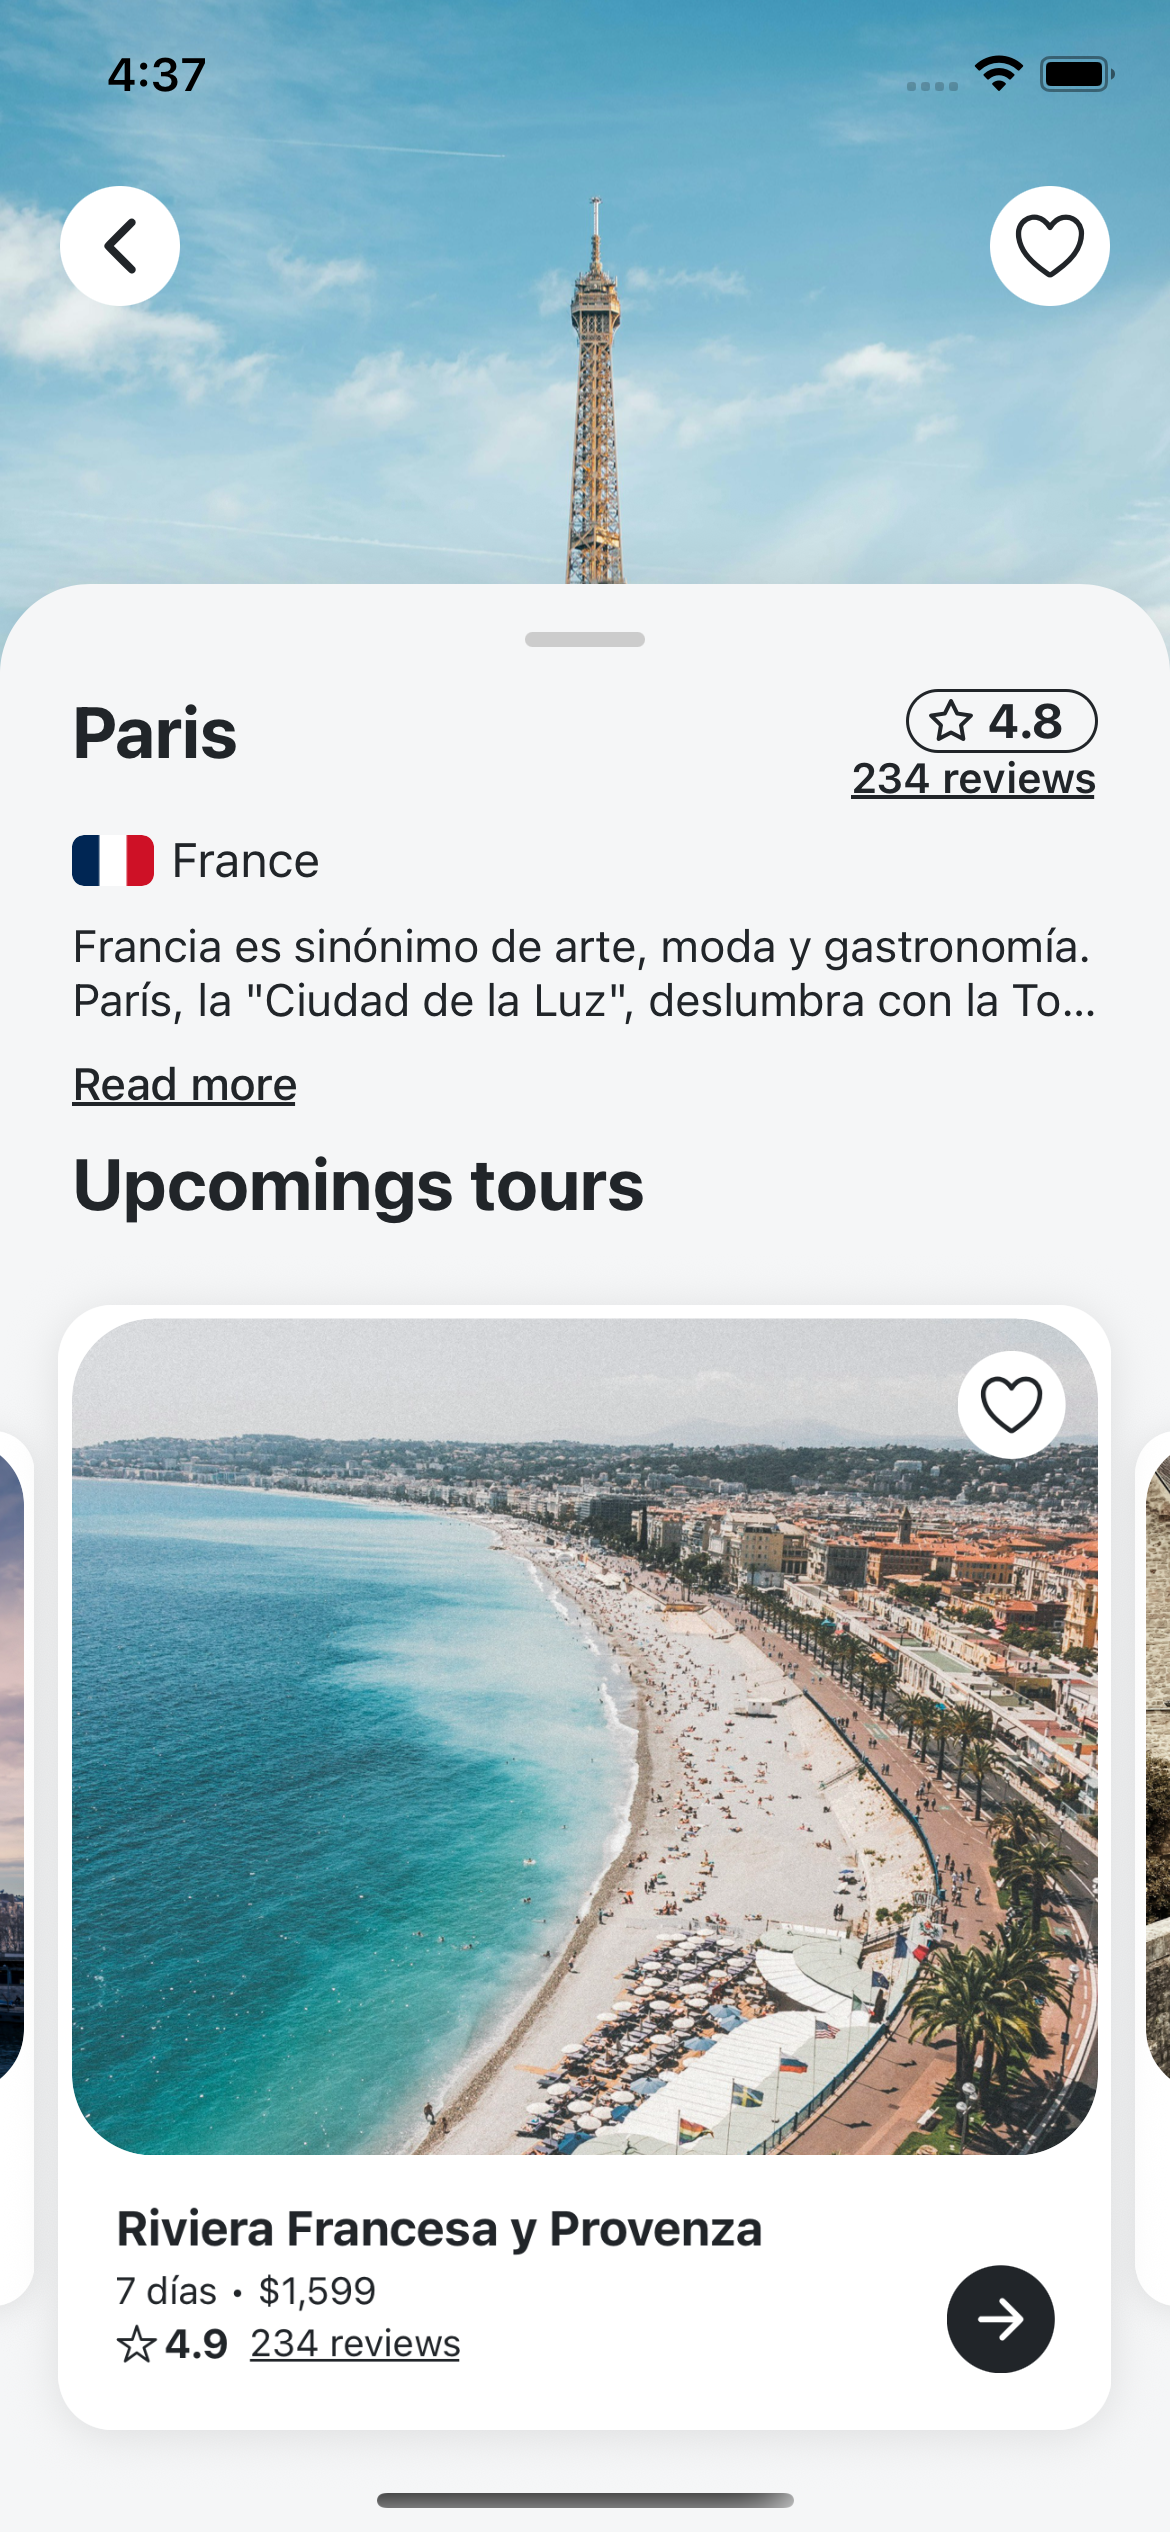 4:37
Paris
4.8
234 reviews
France
Francia es sinónimo de arte, moda y gastronomía.
París, la "Ciudad de la Luz", deslumbra con la To...
Read more
Upcomings tours
Riviera Francesa y Provenza
7 días • $1,599
4.9 234 reviews